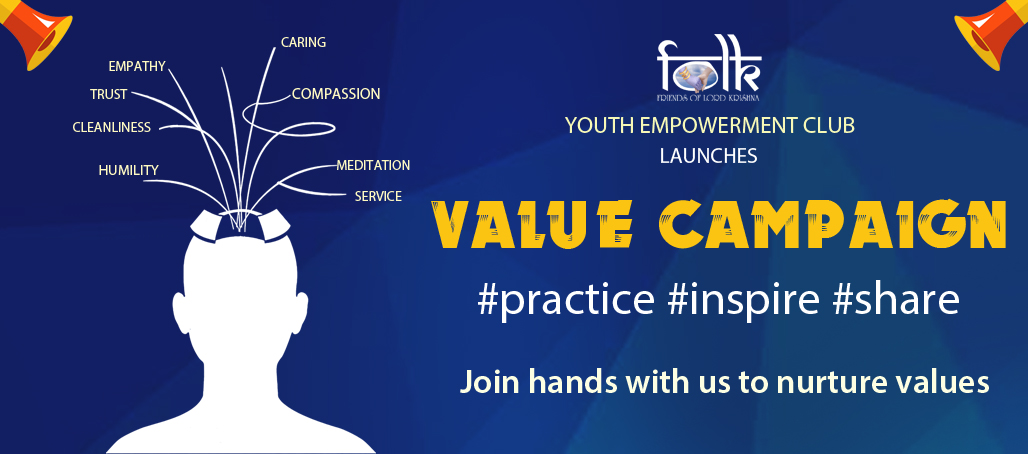 CARING
EMPATHY
TRUST
COMPASSION
CLEANLINESS
HUMILITY
MEDITATION
SERVICE
folk
FRIENDS OF LORD KRISHNA
YOUTH EMPOWERMENT CLUB
LAUNCHES
VALUE CAMPAIGN
#practice #inspire #share
Join hands with us to nurture values